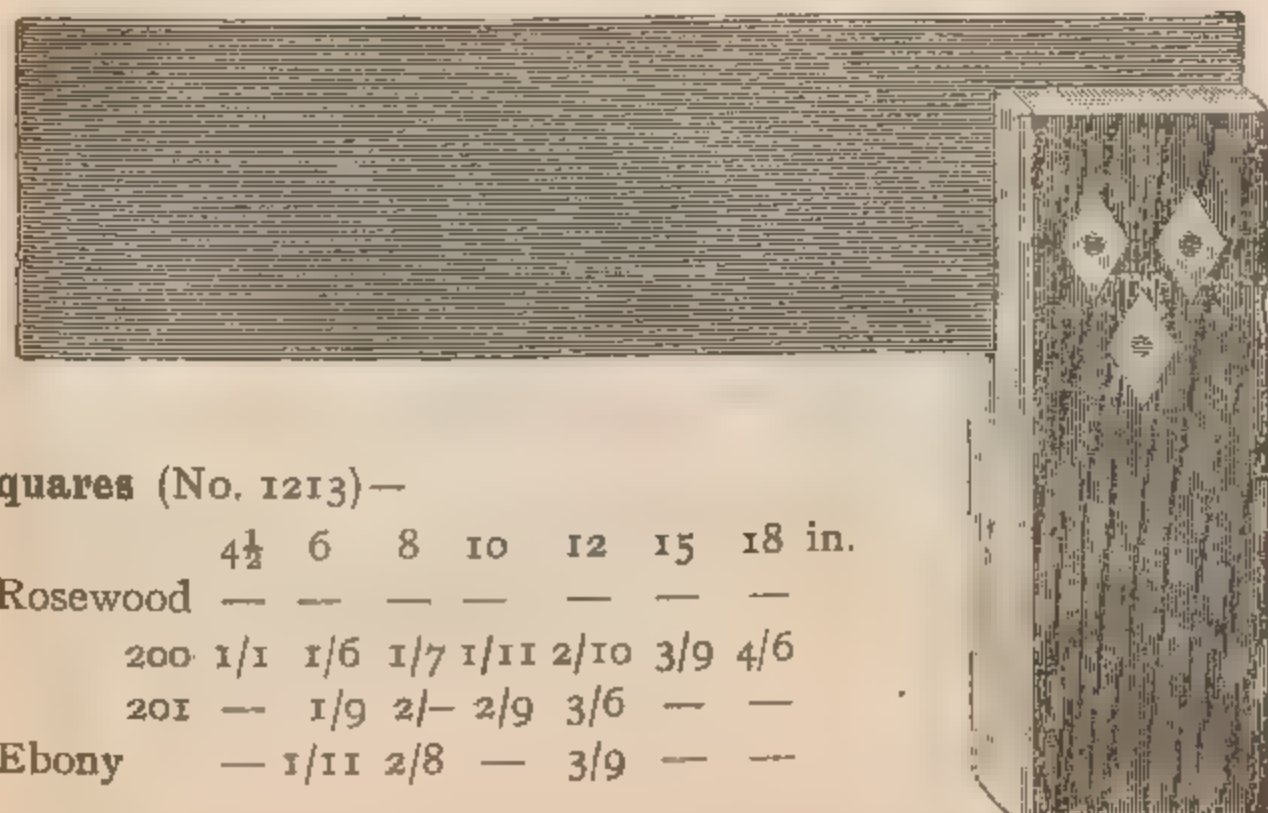 quares (No. 1213)—
4½ 6 8 10 12 15 18 in.
Rosewood — — — — — — —
200 1/1 1/6 1/7 1/11 2/10 3/9 4/6
201 — 1/9 2/– 2/9 3/6 — —
Ebony — 1/11 2/8 — 3/9 — —